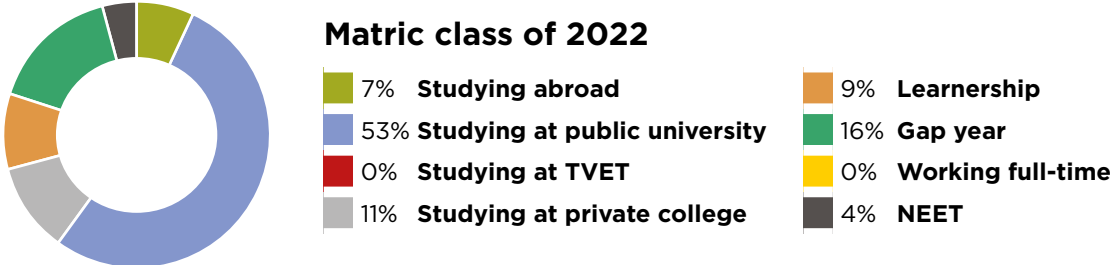 Matric class of 2022
7% Studying abroad
53% Studying at public university
0% Studying at TVET
11% Studying at private college
9% Learnership
16% Gap year
0% Working full-time
4% NEET